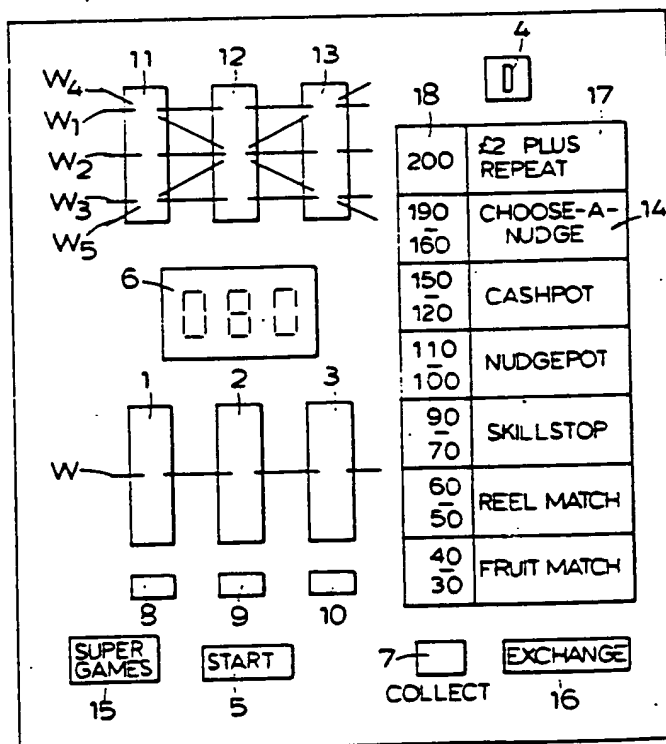 4
11 12 13
W4
W1
W2
W3
W5
18 17
200 £2 PLUS REPEAT
190 - 160 CHOOSE-A-NUDGE
14
150 - 120 CASHPOT
110 - 100 NUDGEPOT
90 - 70 SKILLSTOP
60 - 50 REEL MATCH
40 - 30 FRUIT MATCH
6
080
1 2 3
W
8 9 10
SUPER GAMES
15
START
5
7
COLLECT
EXCHANGE
16